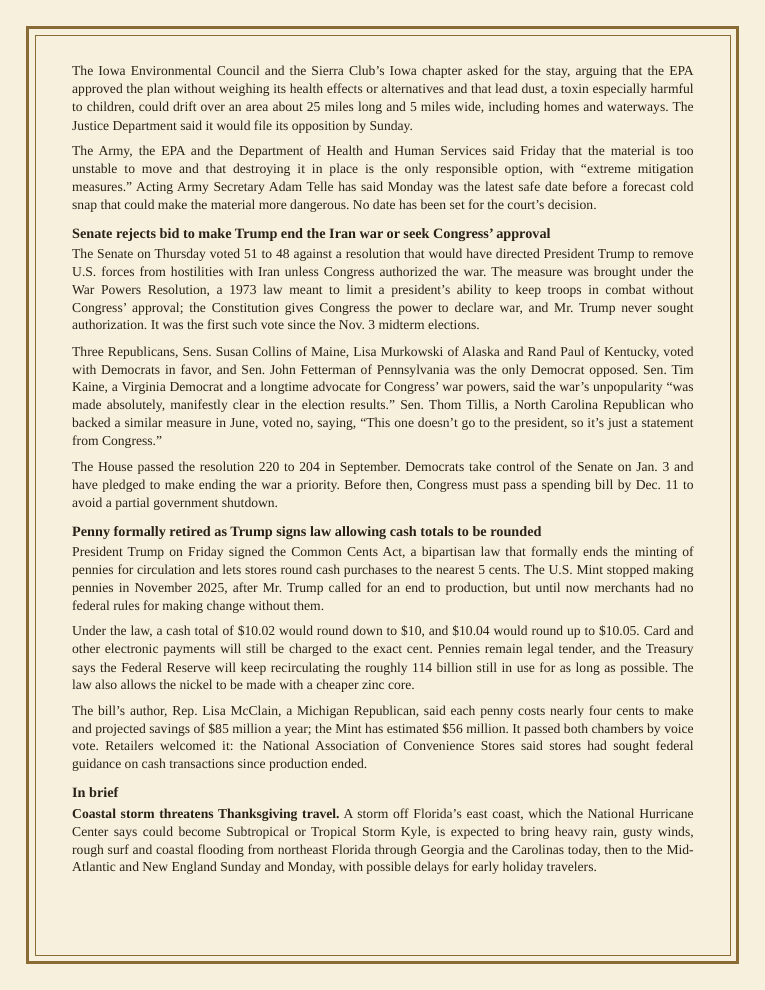 The Iowa Environmental Council and the Sierra Club’s Iowa chapter asked for the stay, arguing that the EPA
approved the plan without weighing its health effects or alternatives and that lead dust, a toxin especially harmful
to children, could drift over an area about 25 miles long and 5 miles wide, including homes and waterways. The
Justice Department said it would file its opposition by Sunday.
The Army, the EPA and the Department of Health and Human Services said Friday that the material is too
unstable to move and that destroying it in place is the only responsible option, with “extreme mitigation
measures.” Acting Army Secretary Adam Telle has said Monday was the latest safe date before a forecast cold
snap that could make the material more dangerous. No date has been set for the court’s decision.
Senate rejects bid to make Trump end the Iran war or seek Congress’ approval
The Senate on Thursday voted 51 to 48 against a resolution that would have directed President Trump to remove
U.S. forces from hostilities with Iran unless Congress authorized the war. The measure was brought under the
War Powers Resolution, a 1973 law meant to limit a president’s ability to keep troops in combat without
Congress’ approval; the Constitution gives Congress the power to declare war, and Mr. Trump never sought
authorization. It was the first such vote since the Nov. 3 midterm elections.
Three Republicans, Sens. Susan Collins of Maine, Lisa Murkowski of Alaska and Rand Paul of Kentucky, voted
with Democrats in favor, and Sen. John Fetterman of Pennsylvania was the only Democrat opposed. Sen. Tim
Kaine, a Virginia Democrat and a longtime advocate for Congress’ war powers, said the war’s unpopularity “was
made absolutely, manifestly clear in the election results.” Sen. Thom Tillis, a North Carolina Republican who
backed a similar measure in June, voted no, saying, “This one doesn’t go to the president, so it’s just a statement
from Congress.”
The House passed the resolution 220 to 204 in September. Democrats take control of the Senate on Jan. 3 and
have pledged to make ending the war a priority. Before then, Congress must pass a spending bill by Dec. 11 to
avoid a partial government shutdown.
Penny formally retired as Trump signs law allowing cash totals to be rounded
President Trump on Friday signed the Common Cents Act, a bipartisan law that formally ends the minting of
pennies for circulation and lets stores round cash purchases to the nearest 5 cents. The U.S. Mint stopped making
pennies in November 2025, after Mr. Trump called for an end to production, but until now merchants had no
federal rules for making change without them.
Under the law, a cash total of $10.02 would round down to $10, and $10.04 would round up to $10.05. Card and
other electronic payments will still be charged to the exact cent. Pennies remain legal tender, and the Treasury
says the Federal Reserve will keep recirculating the roughly 114 billion still in use for as long as possible. The
law also allows the nickel to be made with a cheaper zinc core.
The bill’s author, Rep. Lisa McClain, a Michigan Republican, said each penny costs nearly four cents to make
and projected savings of $85 million a year; the Mint has estimated $56 million. It passed both chambers by voice
vote. Retailers welcomed it: the National Association of Convenience Stores said stores had sought federal
guidance on cash transactions since production ended.
In brief
Coastal storm threatens Thanksgiving travel. A storm off Florida’s east coast, which the National Hurricane
Center says could become Subtropical or Tropical Storm Kyle, is expected to bring heavy rain, gusty winds,
rough surf and coastal flooding from northeast Florida through Georgia and the Carolinas today, then to the Mid-
Atlantic and New England Sunday and Monday, with possible delays for early holiday travelers.